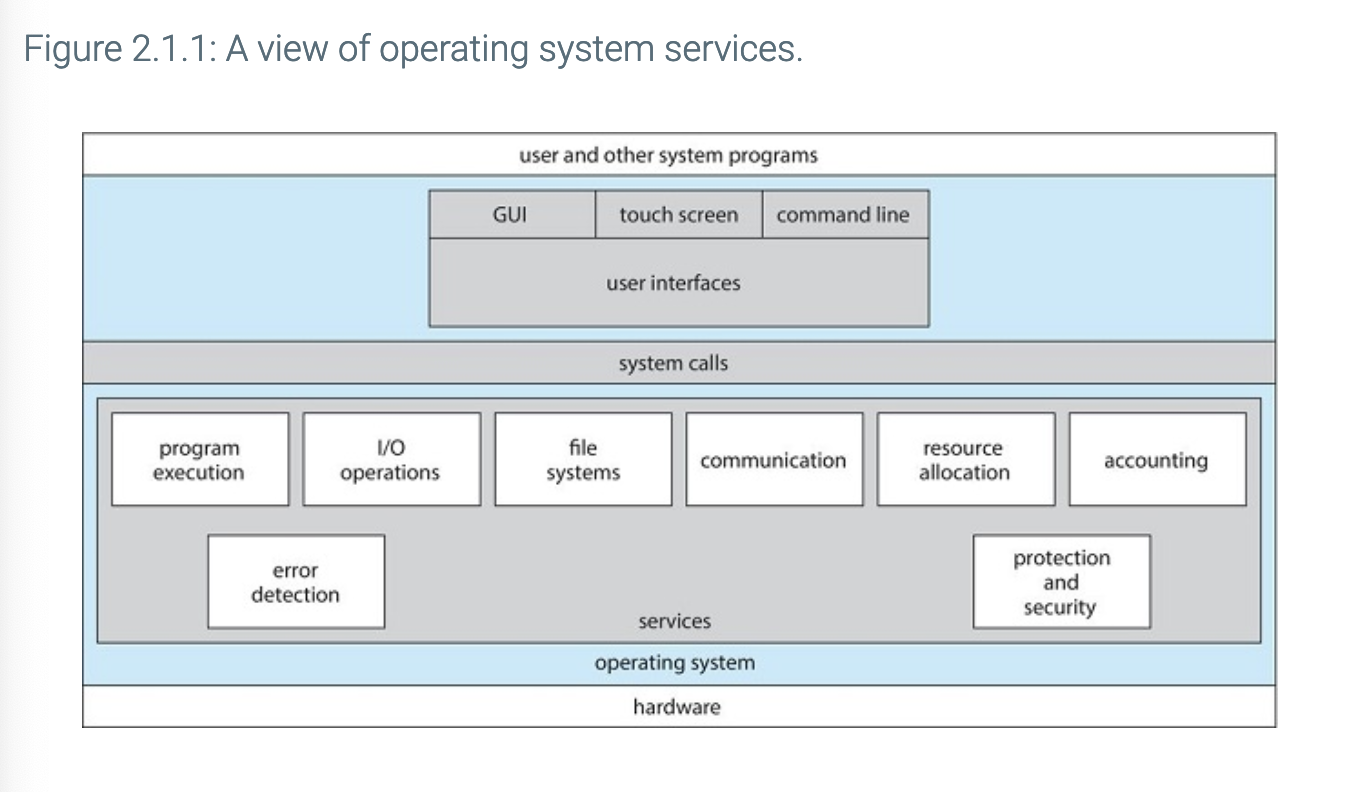 Figure 2.1.1: A view of operating system services.
user and other system programs
GUI
touch screen
command line
user interfaces
system calls
program
execution
I/O
operations
file
systems
communication
resource
allocation
accounting
error
detection
protection
and
security
services
operating system
hardware